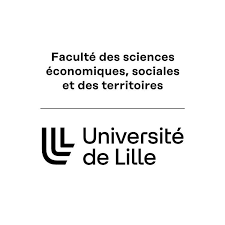 Faculté des sciences
économiques, sociales
et des territoires
Université
de Lille